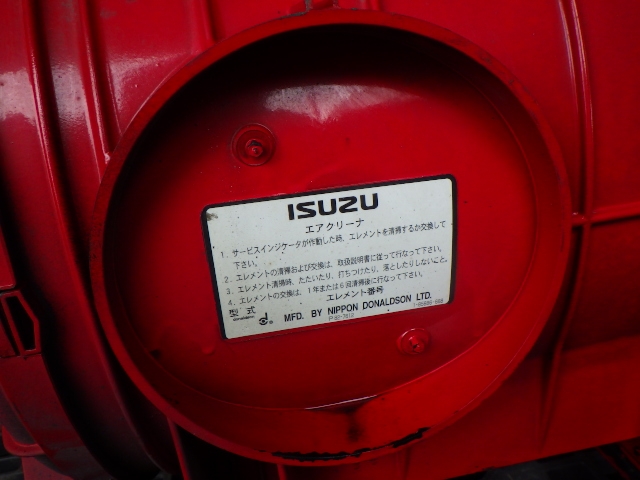 ISUZU
エアクリーナ
1. サービスインジケータが作動した時、エレメントを清掃するか交換して
下さい。
2. エレメントの清掃および交換は、取扱説明書に従って行なって下さい。
3. エレメント清掃時、たたいたり、打ちつけたり、落としたりしないこと。
4. エレメントの交換は、1年または6回清掃後に行なって下さい。
型式 エレメント番号
MFD. BY NIPPON DONALDSON LTD.